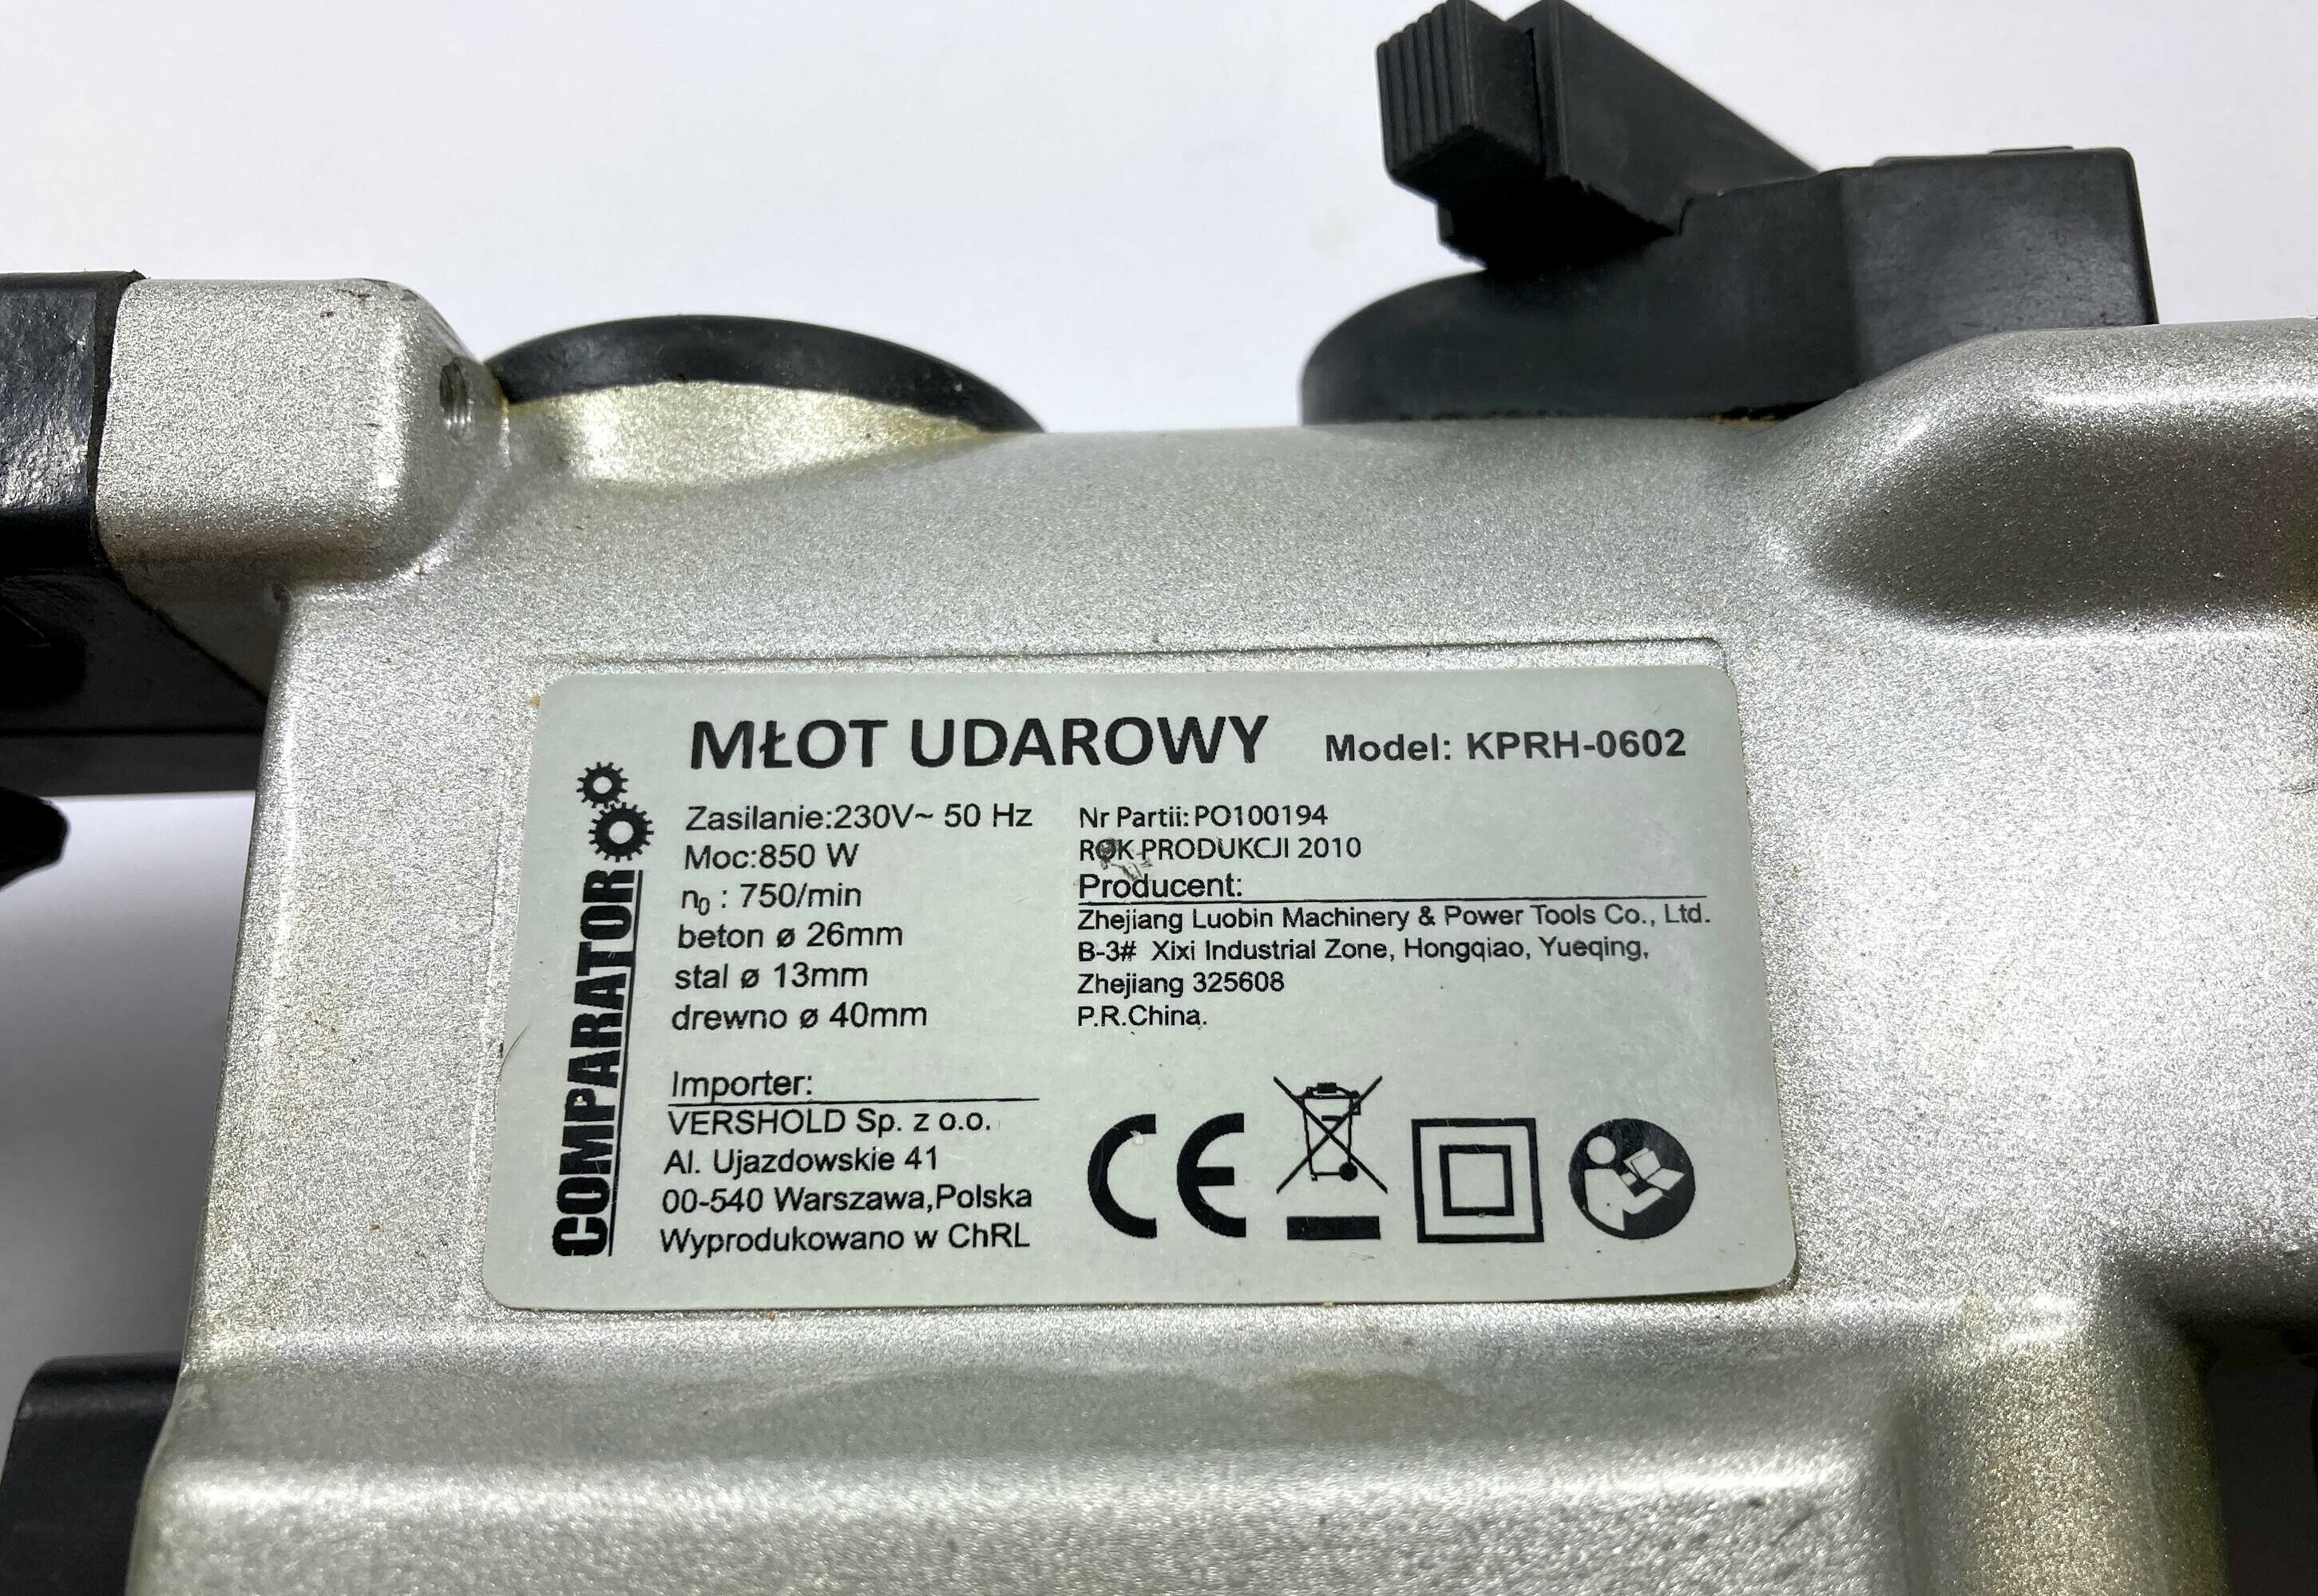 MŁOT UDAROWY Model: KPRH-0602
COMPARATOR
Zasilanie:230V~ 50 Hz
Moc:850 W
n0 : 750/min
beton ø 26mm
stal ø 13mm
drewno ø 40mm
Importer:
VERSHOLD Sp. z o.o.
Al. Ujazdowskie 41
00-540 Warszawa,Polska
Wyprodukowano w ChRL
Nr Partii: PO100194
ROK PRODUKCJI 2010
Producent:
Zhejiang Luobin Machinery & Power Tools Co., Ltd.
B-3# Xixi Industrial Zone, Hongqiao, Yueqing,
Zhejiang 325608
P.R.China.
CE